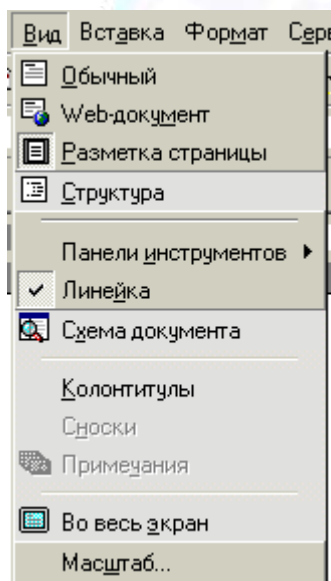 Вид Вставка Формат Серв
Обычный
Web-документ
Разметка страницы
Структура
Панели инструментов
Линейка
Схема документа
Колонтитулы
Сноски
Примечания
Во весь экран
Масштаб...